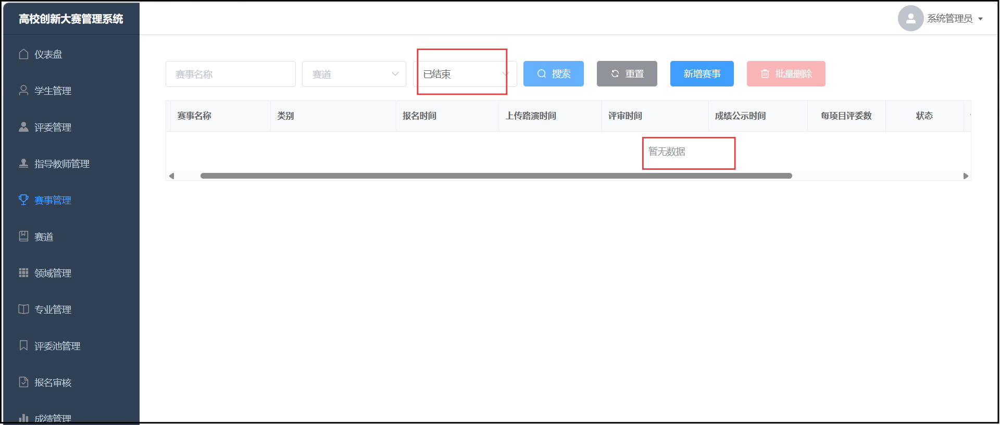 高校创新大赛管理系统
系统管理员
仪表盘
学生管理
评委管理
指导教师管理
赛事管理
赛道
领域管理
专业管理
评委池管理
报名审核
成绩管理
赛事名称
赛道
已结束
搜索
重置
新增赛事
批量删除
赛事名称
类别
报名时间
上传路演时间
评审时间
成绩公示时间
每项目评委数
状态
暂无数据